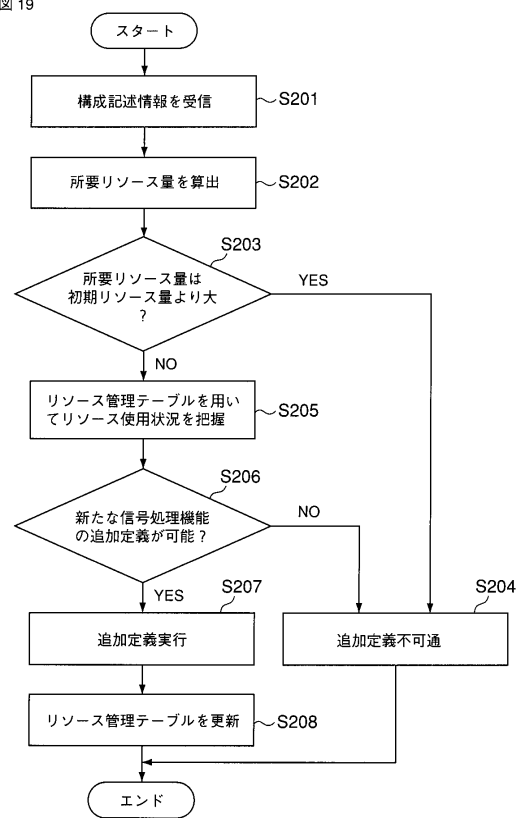 図 19
スタート
構成記述情報を受信
S201
所要リソース量を算出
S202
S203
所要リソース量は
初期リソース量より大
?
YES
NO
リソース管理テーブルを用い
てリソース使用状況を把握
S205
S206
新たな信号処理機能
の追加定義が可能?
NO
YES
S207
追加定義実行
S204
追加定義不可通
リソース管理テーブルを更新
S208
エンド